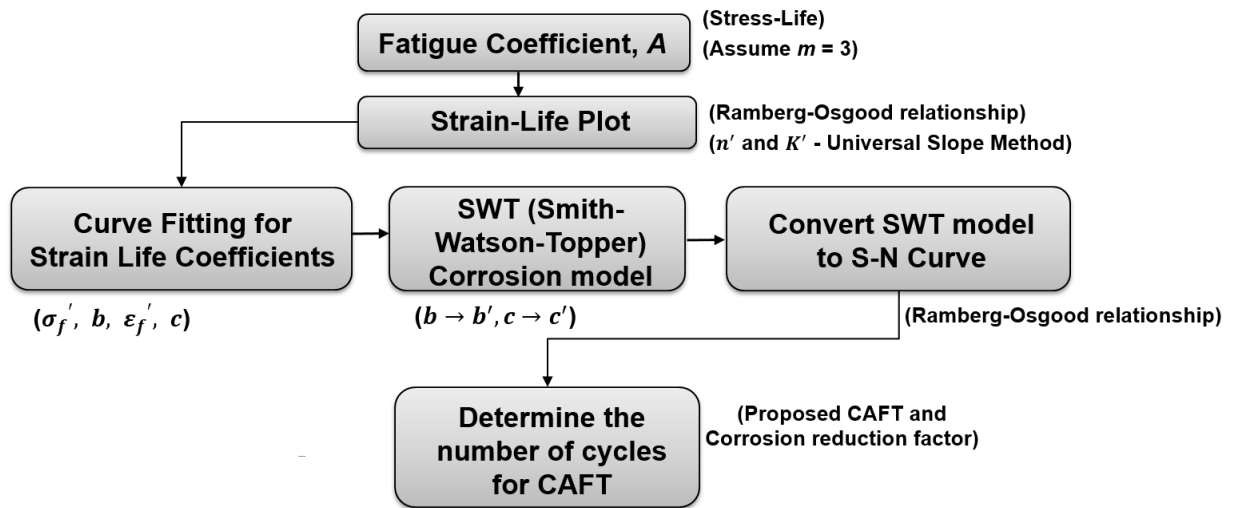 Fatigue Coefficient, A
(Stress-Life)
(Assume m = 3)
Strain-Life Plot
(Ramberg-Osgood relationship)
(n′ and K′ - Universal Slope Method)
Curve Fitting for
Strain Life Coefficients
(σf′, b, εf′, c)
SWT (Smith-
Watson-Topper)
Corrosion model
(b → b′, c → c′)
Convert SWT model
to S-N Curve
(Ramberg-Osgood relationship)
Determine the
number of cycles
for CAFT
(Proposed CAFT and
Corrosion reduction factor)